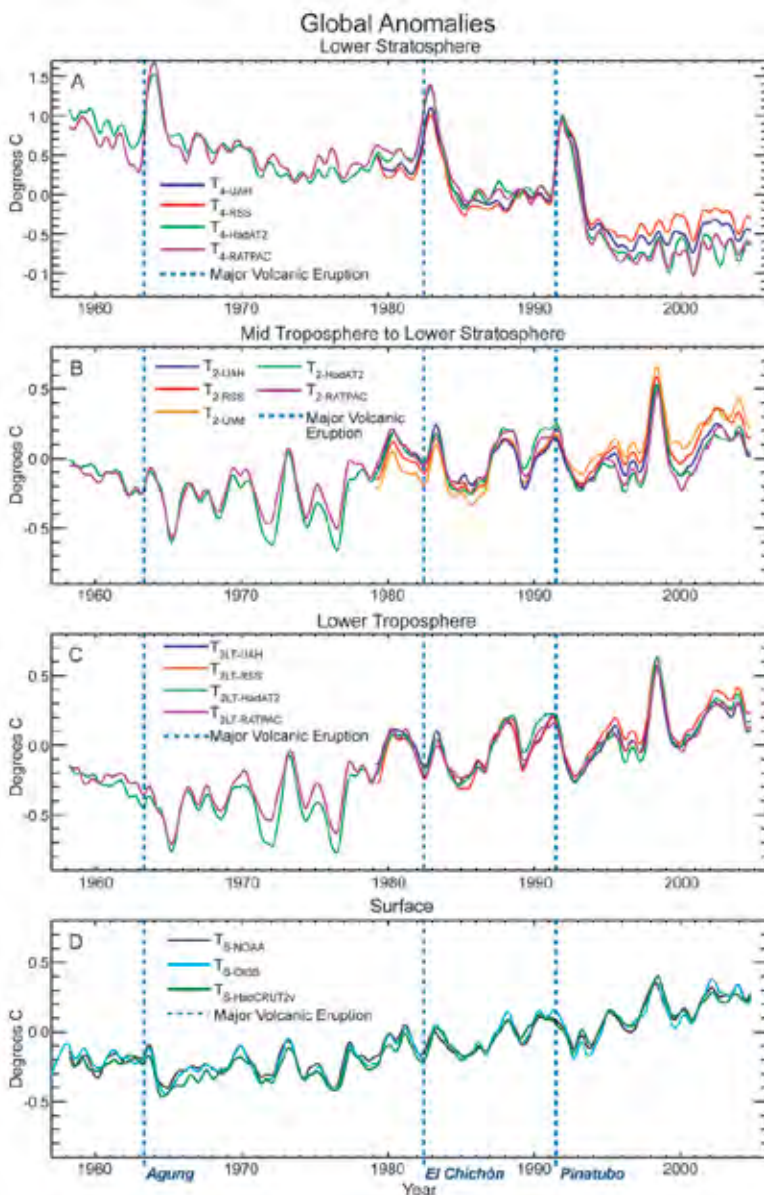 Global Anomalies
Lower Stratosphere
A
Degrees C
1.5
1.0
0.5
0.0
-0.5
-0.1
T4-UAH
T4-RSS
T4-HadAT2
T4-RATPAC
Major Volcanic Eruption
1960 1970 1980 1990 2000
Mid Troposphere to Lower Stratosphere
B
Degrees C
0.5
0.0
-0.5
T2-UAH
T2-RSS
T2-UMd
T2-HadAT2
T2-RATPAC
Major Volcanic
Eruption
1960 1970 1980 1990 2000
Lower Troposphere
C
Degrees C
0.5
0.0
-0.5
T2LT-UAH
T2LT-RSS
T2LT-HadAT2
T2LT-RATPAC
Major Volcanic Eruption
1960 1970 1980 1990 2000
Surface
D
Degrees C
0.5
0.0
-0.5
TS-NOAA
TS-GISS
TS-HadCRUT2v
Major Volcanic Eruption
1960 1970 1980 1990 2000
Agung El Chichón Pinatubo
Year